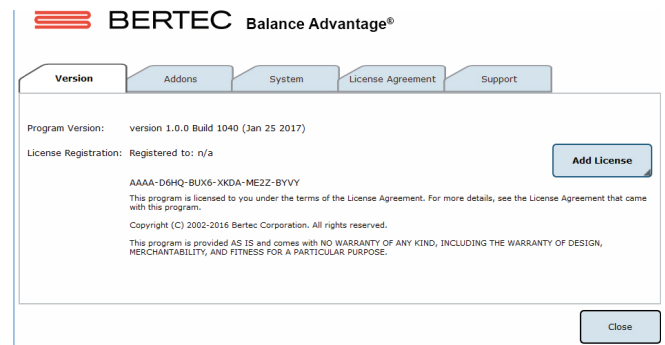 BERTEC Balance Advantage®
Version Addons System License Agreement Support
Program Version: version 1.0.0 Build 1040 (Jan 25 2017)
License Registration: Registered to: n/a
Add License
AAAA-D6HQ-BUX6-XKDA-ME2Z-BYVY
This program is licensed to you under the terms of the License Agreement. For more details, see the License Agreement that came
with this program.
Copyright (C) 2002-2016 Bertec Corporation. All rights reserved.
This program is provided AS IS and comes with NO WARRANTY OF ANY KIND, INCLUDING THE WARRANTY OF DESIGN,
MERCHANTABILITY, AND FITNESS FOR A PARTICULAR PURPOSE.
Close